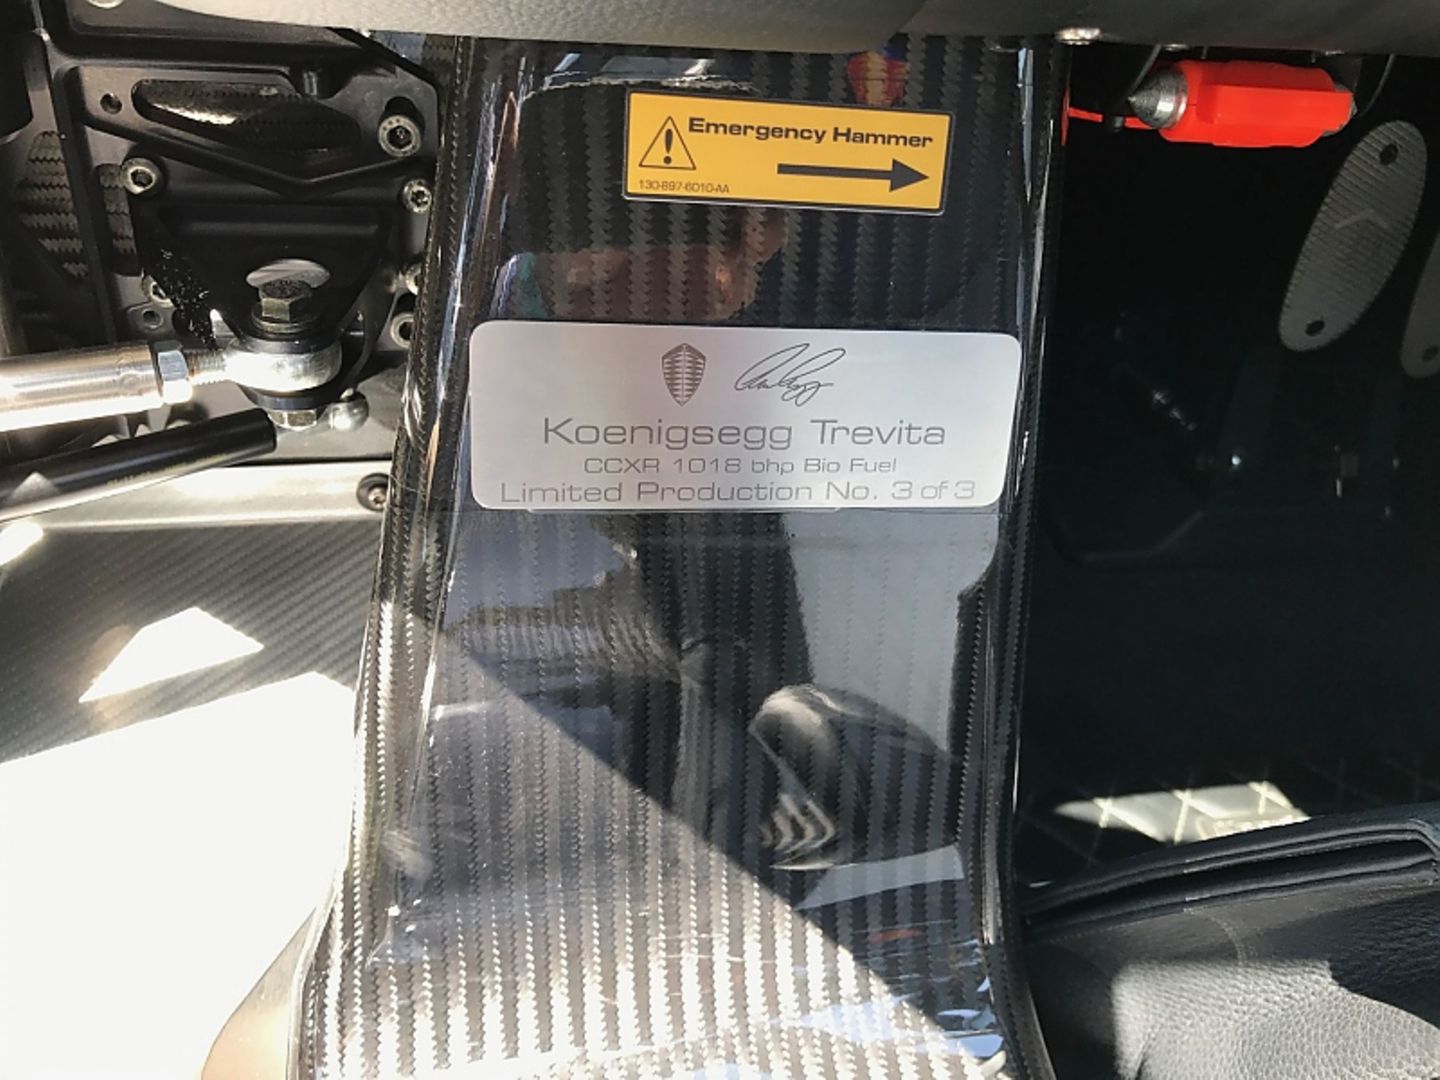 Emergency Hammer
130-897-6010-AA
Koenigsegg Trevita
CCXR 1018 bhp Bio Fuel
Limited Production No. 3 of 3